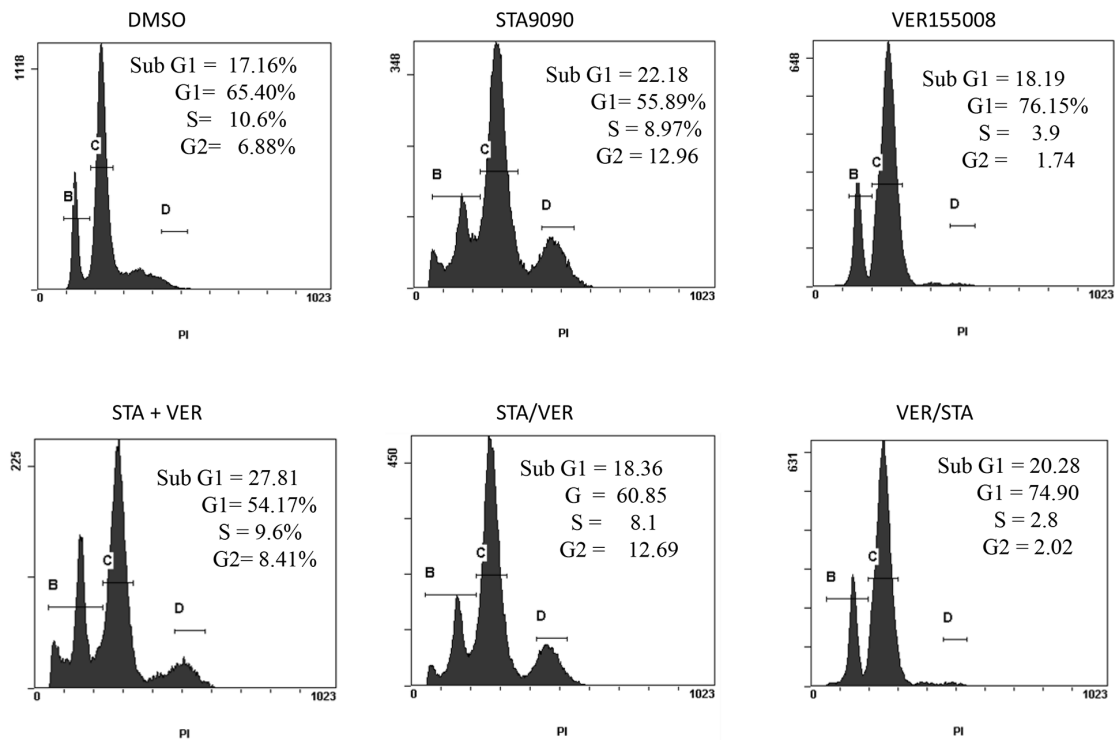 DMSO
1118
Sub G1 = 17.16%
G1= 65.40%
S= 10.6%
G2= 6.88%
B
C
D
0
1023
PI
STA9090
348
Sub G1 = 22.18
G1= 55.89%
S = 8.97%
G2 = 12.96
B
C
D
0
1023
PI
VER155008
648
Sub G1 = 18.19
G1= 76.15%
S = 3.9
G2 = 1.74
B
C
D
0
1023
PI
STA + VER
225
Sub G1 = 27.81
G1= 54.17%
S = 9.6%
G2= 8.41%
B
C
D
0
1023
PI
STA/VER
450
Sub G1 = 18.36
G = 60.85
S = 8.1
G2 = 12.69
B
C
D
0
1023
PI
VER/STA
631
Sub G1 = 20.28
G1 = 74.90
S = 2.8
G2 = 2.02
B
C
D
0
1023
PI